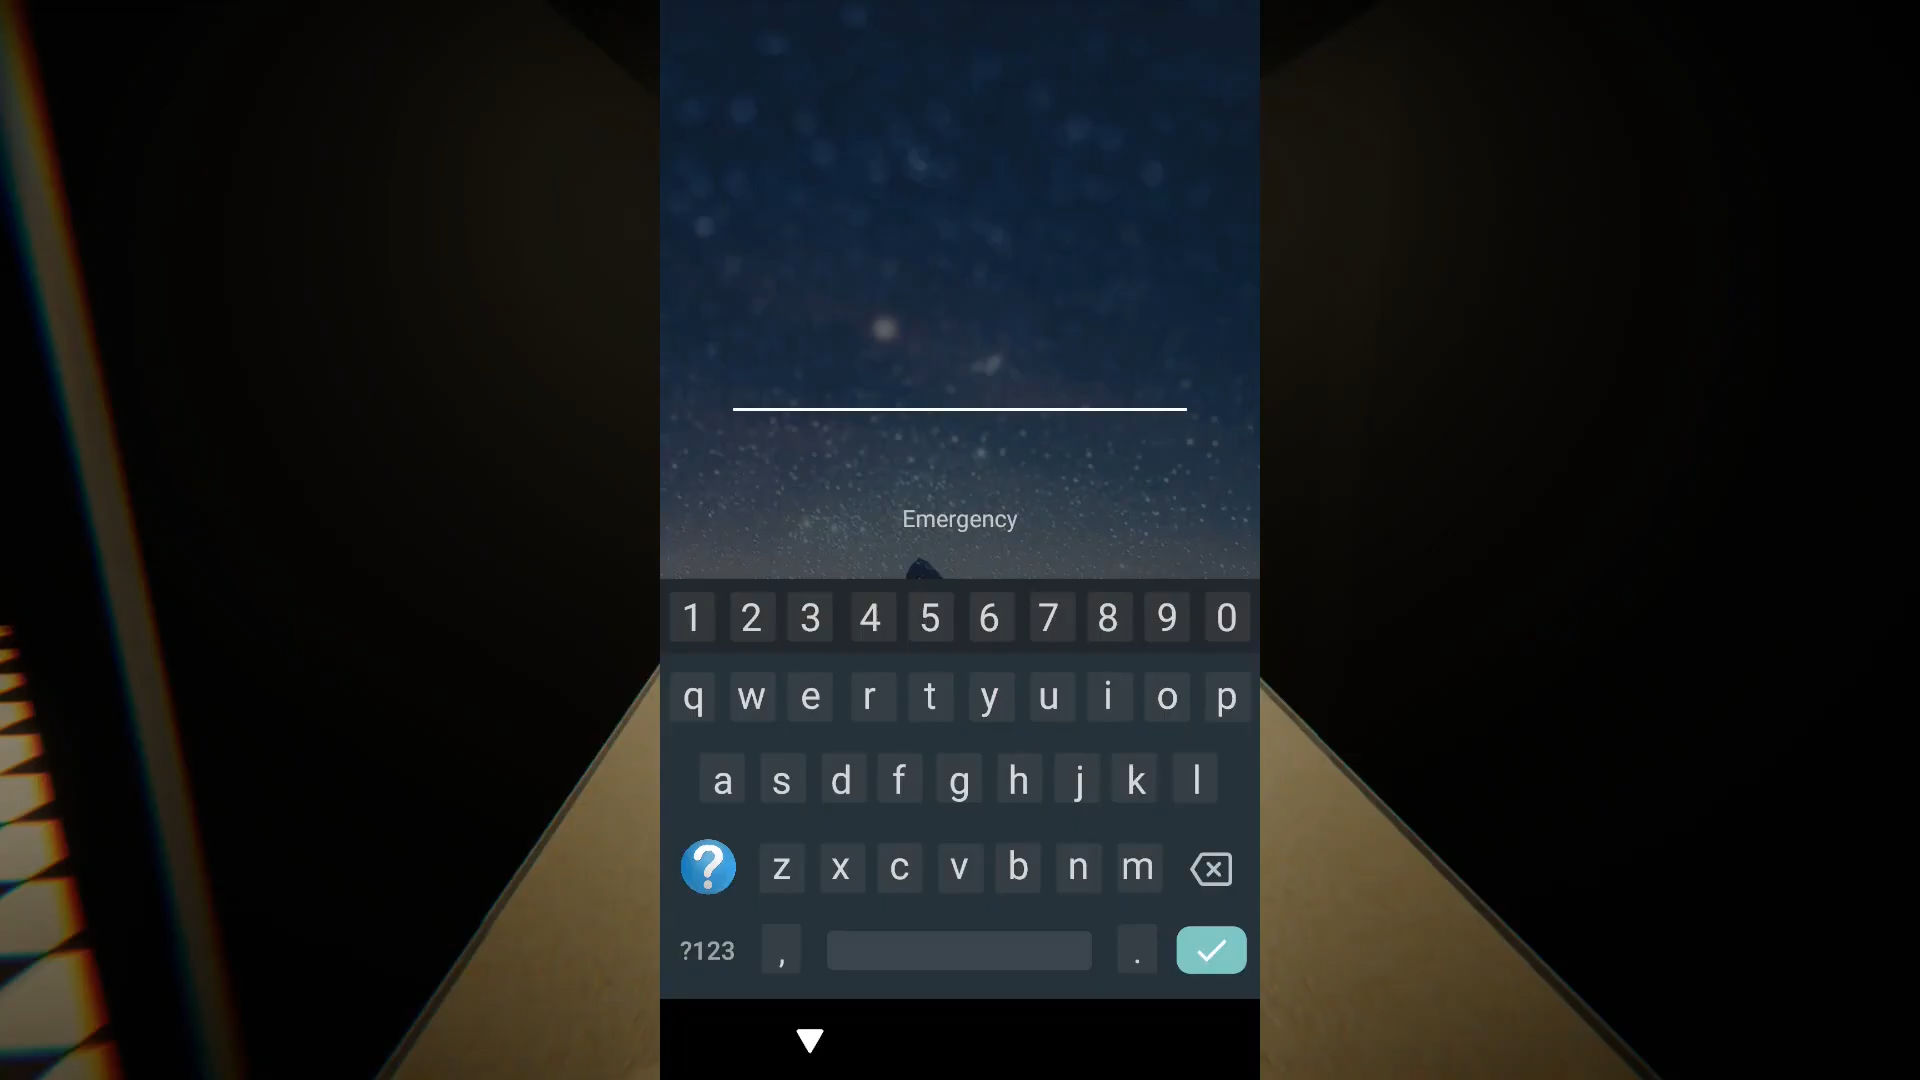 Emergency
1 2 3 4 5 6 7 8 9 0
q w e r t y u i o p
a s d f g h j k l
? z x c v b n m
?123 , .